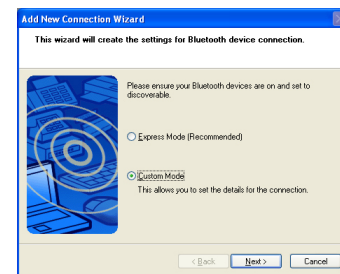 Add New Connection Wizard
This wizard will create the settings for Bluetooth device connection.
Please ensure your Bluetooth devices are on and set to
discoverable.
Express Mode (Recommended)
Custom Mode
This allows you to set the details for the connection.
< Back Next > Cancel